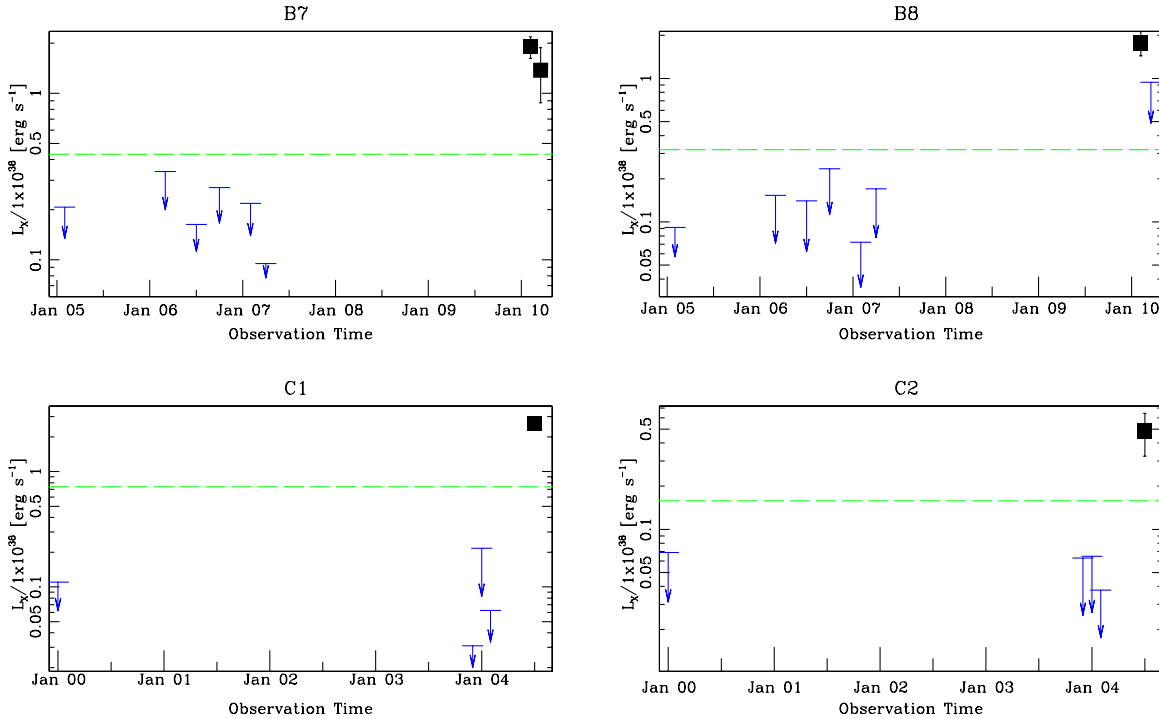 B7
L_X/1x10^38 [erg s^-1]
1
0.5
0.1
Jan 05 Jan 06 Jan 07 Jan 08 Jan 09 Jan 10
Observation Time
B8
L_X/1x10^38 [erg s^-1]
1
0.5
0.1
0.05
Jan 05 Jan 06 Jan 07 Jan 08 Jan 09 Jan 10
Observation Time
C1
L_X/1x10^38 [erg s^-1]
1
0.5
0.1
0.05
Jan 00 Jan 01 Jan 02 Jan 03 Jan 04
Observation Time
C2
L_X/1x10^38 [erg s^-1]
0.5
0.1
0.05
Jan 00 Jan 01 Jan 02 Jan 03 Jan 04
Observation Time